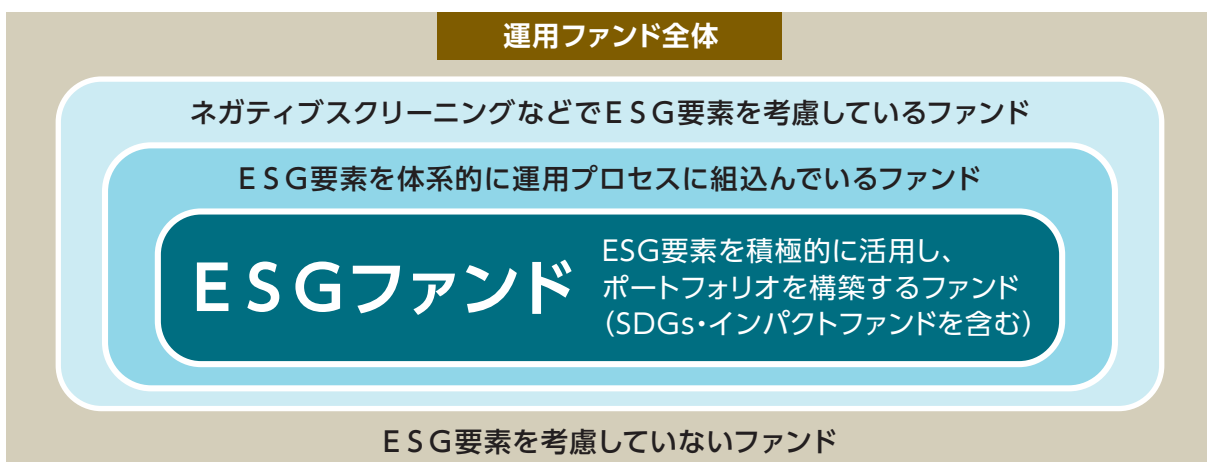 運用ファンド全体
ネガティブスクリーニングなどでESG要素を考慮しているファンド
ESG要素を体系的に運用プロセスに組込んでいるファンド
ESGファンド
ESG要素を積極的に活用し、
ポートフォリオを構築するファンド
(SDGs・インパクトファンドを含む)
ESG要素を考慮していないファンド